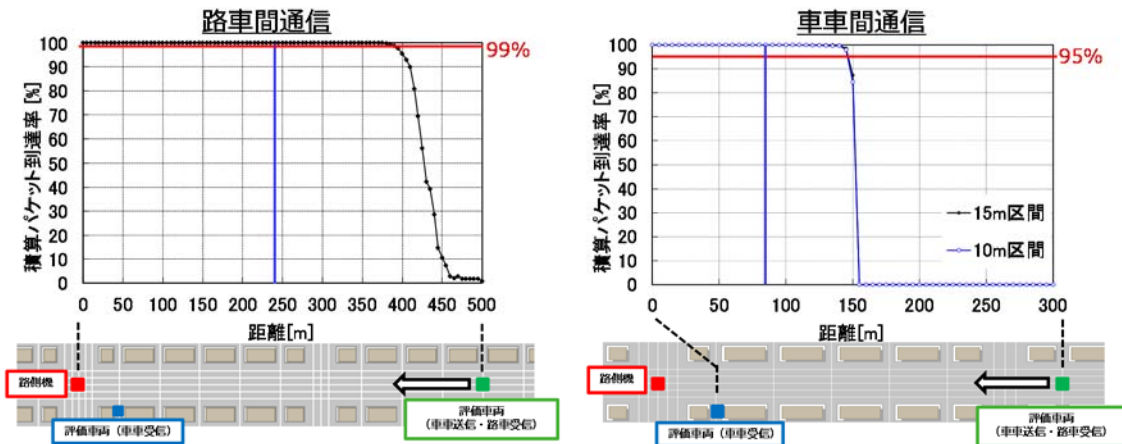 路車間通信
積算パケット到達率 [%]
100
90
80
70
60
50
40
30
20
10
0
99%
0 50 100 150 200 250 300 350 400 450 500
距離[m]
路側機
評価車両（車車受信）
評価車両
（車車送信・路車受信）
車車間通信
積算パケット到達率 [%]
100
90
80
70
60
50
40
30
20
10
0
95%
15m区間
10m区間
0 50 100 150 200 250 300
距離[m]
路側機
評価車両（車車受信）
評価車両
（車車送信・路車受信）